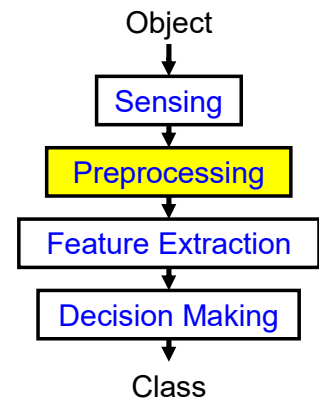 Object
Sensing
Preprocessing
Feature Extraction
Decision Making
Class